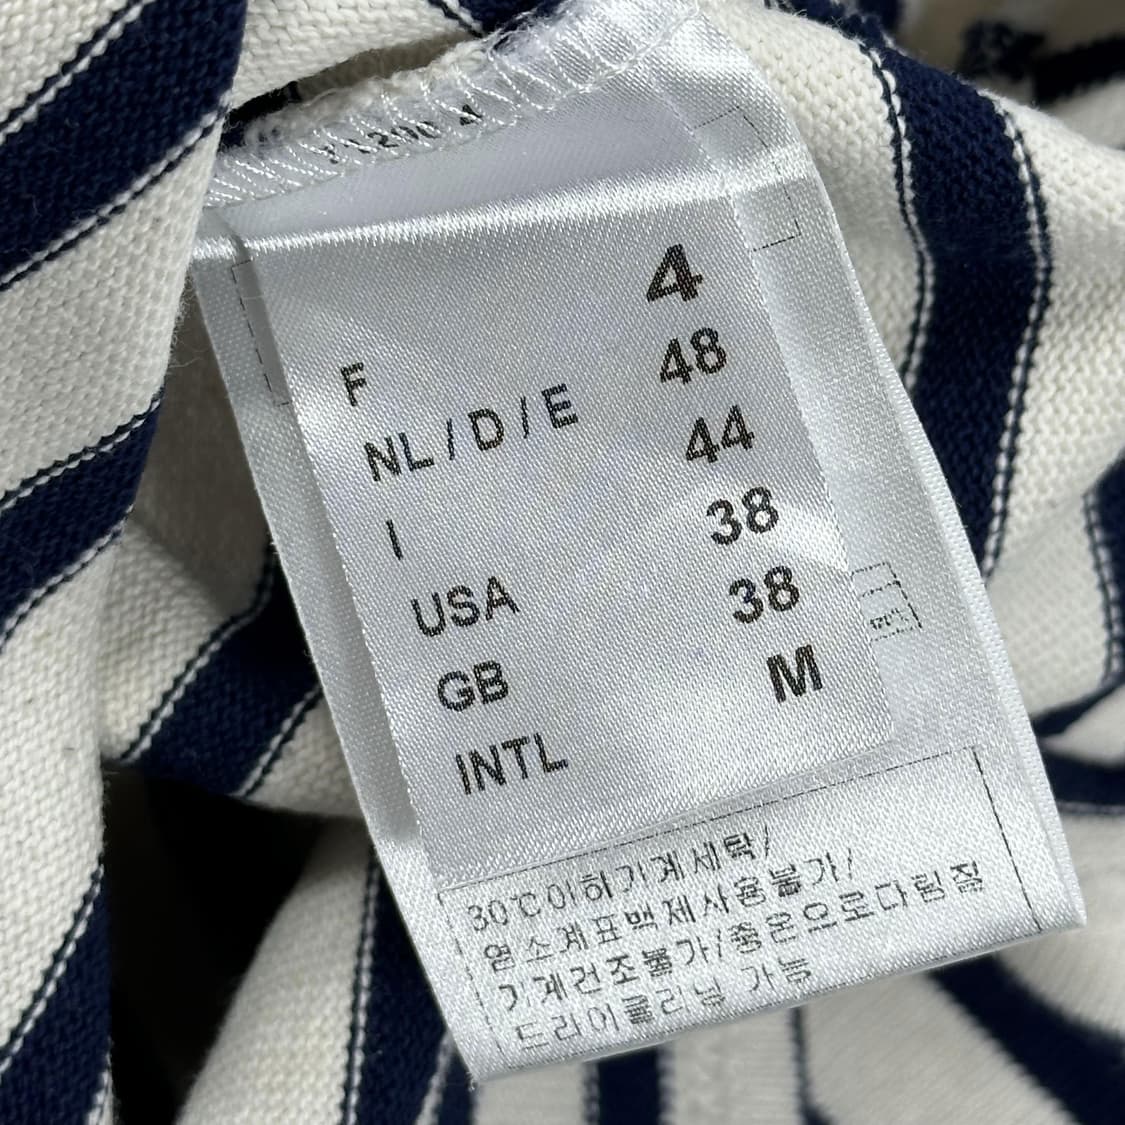 F 4
NL/D/E 48
I 44
USA 38
GB 38
INTL M
30℃이하기계세탁/
염소계표백제사용불가/
기계건조불가/중온으로다림질
드라이클리닝 가능